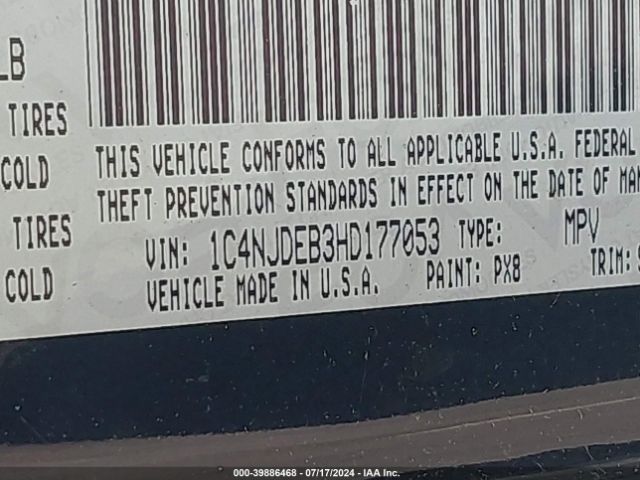 LB
TIRES
COLD
TIRES
COLD
THIS VEHICLE CONFORMS TO ALL APPLICABLE U.S.A. FEDERAL
THEFT PREVENTION STANDARDS IN EFFECT ON THE DATE OF MAN
VIN: 1C4NJDEB3HD177053 TYPE: MPV
VEHICLE MADE IN U.S.A. PAINT: PX8 TRIM: S
000-39886468 - 07/17/2024 - IAA Inc.